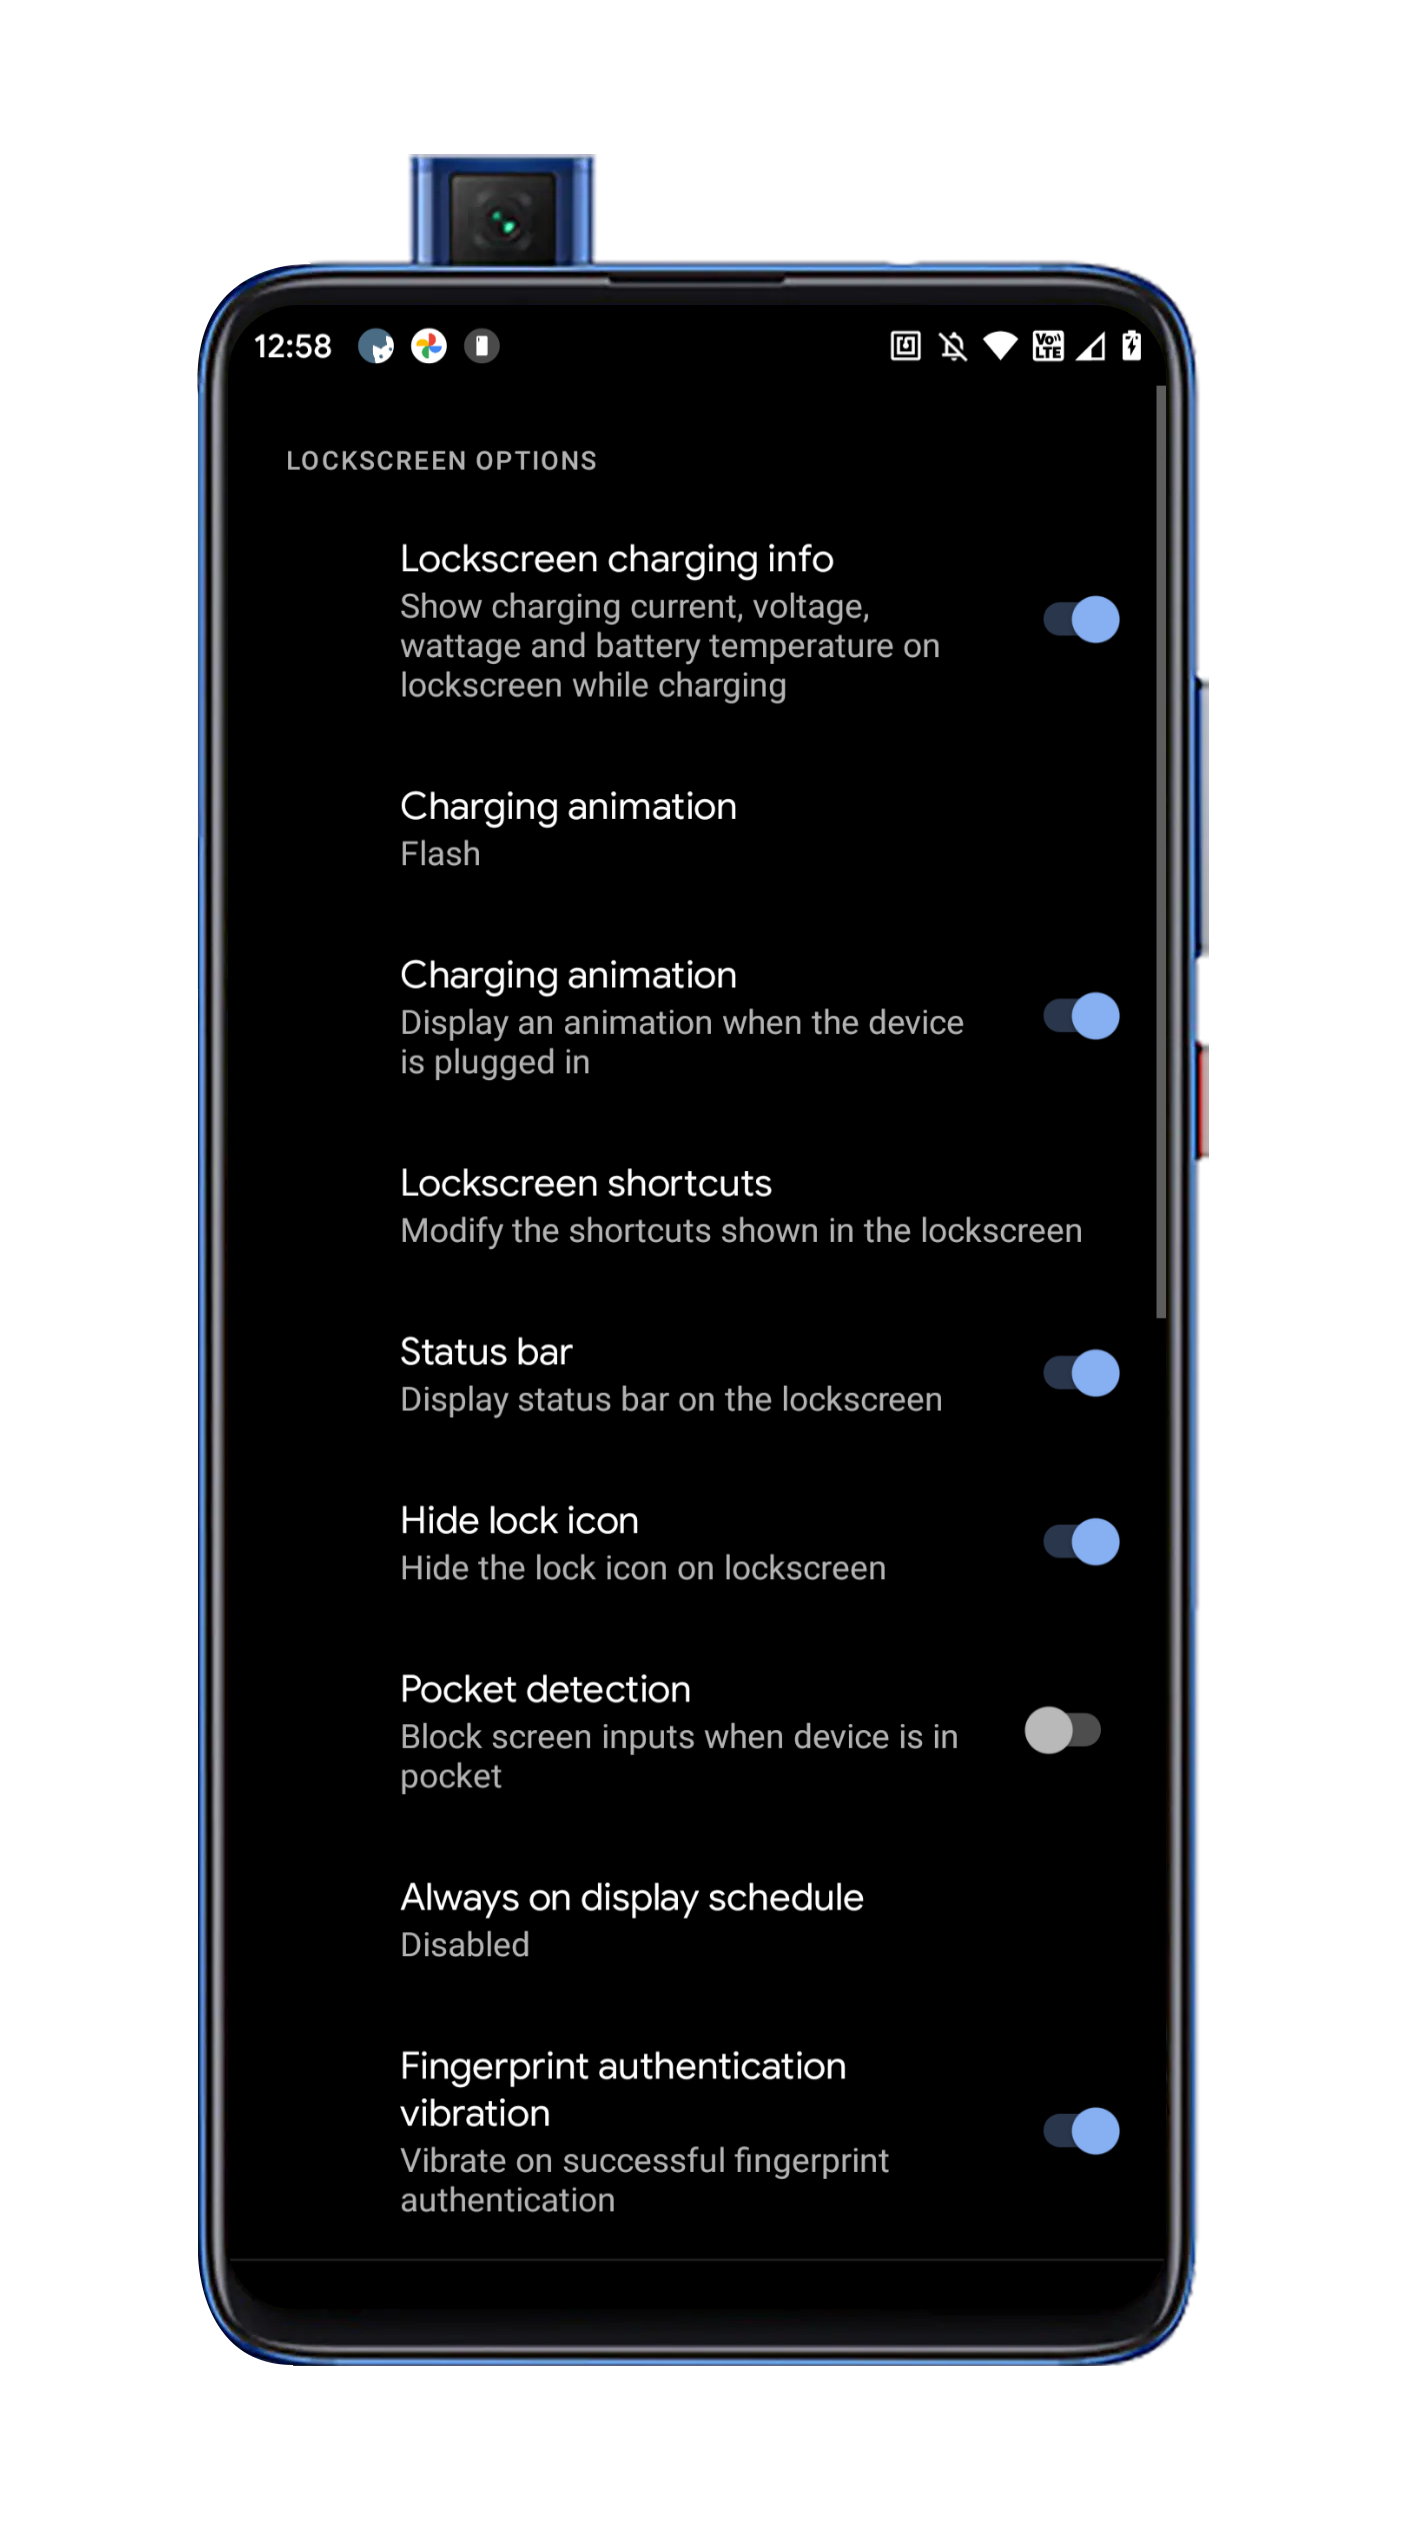 12:58
Vo))
LTE
LOCKSCREEN OPTIONS
Lockscreen charging info
Show charging current, voltage,
wattage and battery temperature on
lockscreen while charging
Charging animation
Flash
Charging animation
Display an animation when the device
is plugged in
Lockscreen shortcuts
Modify the shortcuts shown in the lockscreen
Status bar
Display status bar on the lockscreen
Hide lock icon
Hide the lock icon on lockscreen
Pocket detection
Block screen inputs when device is in
pocket
Always on display schedule
Disabled
Fingerprint authentication
vibration
Vibrate on successful fingerprint
authentication